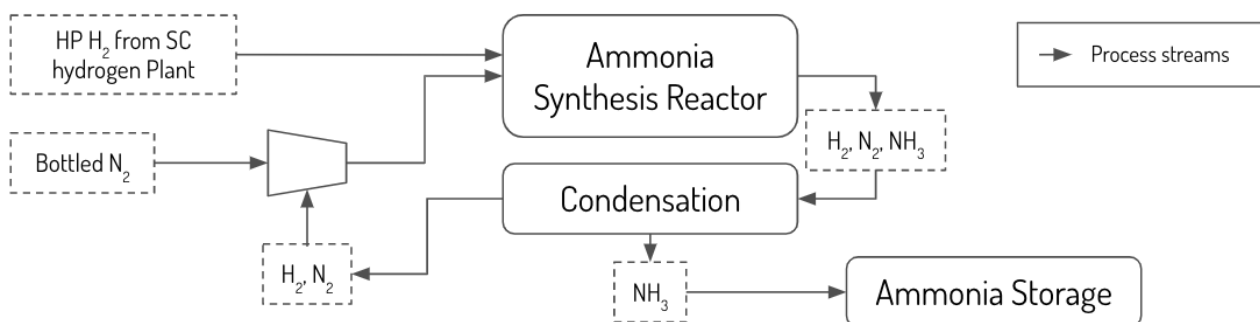 HP H₂ from SC
hydrogen Plant
Ammonia
Synthesis Reactor
Process streams
Bottled N₂
H₂, N₂, NH₃
Condensation
H₂, N₂
NH₃
Ammonia Storage